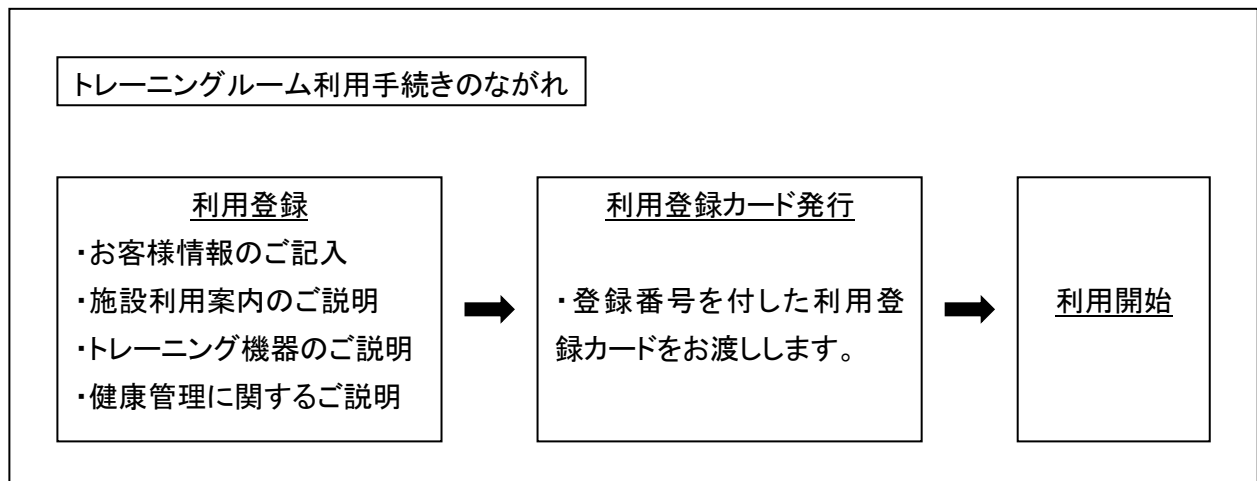 トレーニングルーム利用手続きのながれ
利用登録
・お客様情報のご記入
・施設利用案内のご説明
・トレーニング機器のご説明
・健康管理に関するご説明
利用登録カード発行
・登録番号を付した利用登
録カードをお渡しします。
利用開始